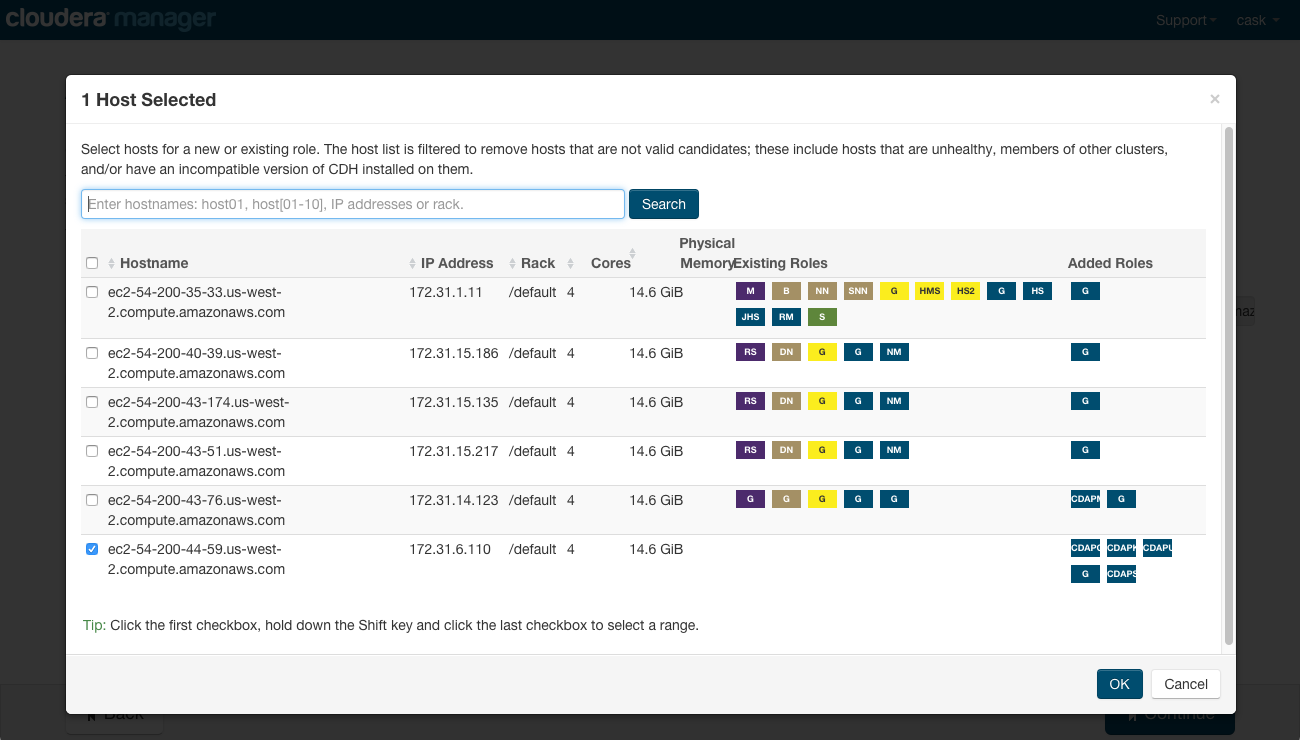 cloudera manager
Support
cask
1 Host Selected
×
Select hosts for a new or existing role. The host list is filtered to remove hosts that are not valid candidates; these include hosts that are unhealthy, members of other clusters,
and/or have an incompatible version of CDH installed on them.
Enter hostnames: host01, host[01-10], IP addresses or rack.
Search
Hostname IP Address Rack Cores Physical Memory Existing Roles Added Roles
ec2-54-200-35-33.us-west- 172.31.1.11 /default 4 14.6 GiB M B NN SNN G HMS HS2 G HS G
2.compute.amazonaws.com JHS RM S
ec2-54-200-40-39.us-west- 172.31.15.186 /default 4 14.6 GiB RS DN G G NM G
2.compute.amazonaws.com
ec2-54-200-43-174.us-west- 172.31.15.135 /default 4 14.6 GiB RS DN G G NM G
2.compute.amazonaws.com
ec2-54-200-43-51.us-west- 172.31.15.217 /default 4 14.6 GiB RS DN G G NM G
2.compute.amazonaws.com
ec2-54-200-43-76.us-west- 172.31.14.123 /default 4 14.6 GiB G G G G G CDAPM G
2.compute.amazonaws.com
ec2-54-200-44-59.us-west- 172.31.6.110 /default 4 14.6 GiB CDAPG CDAPK CDAPU
2.compute.amazonaws.com G CDAPS
Tip: Click the first checkbox, hold down the Shift key and click the last checkbox to select a range.
OK Cancel
Back Continue